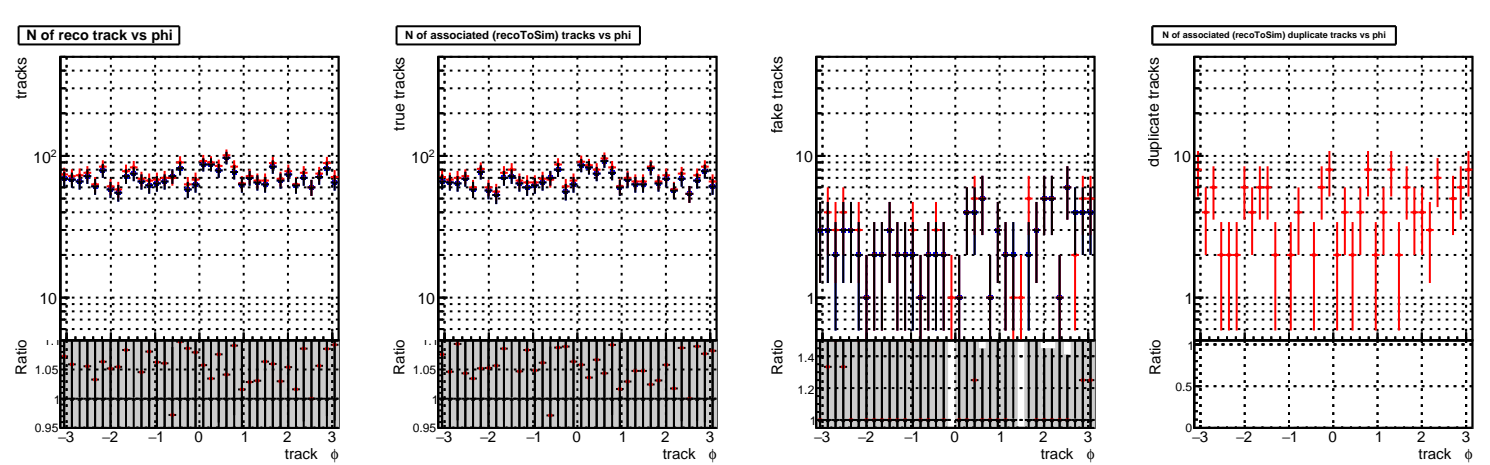 N of reco track vs phi
tracks
10²
10
Ratio
1.1
1.05
1
0.95
−3 −2 −1 0 1 2 3
track φ
N of associated (recoToSim) tracks vs phi
true tracks
10²
10
Ratio
1.1
1.05
1
0.95
−3 −2 −1 0 1 2 3
track φ
fake tracks
10
1
Ratio
1.4
1.2
1
−3 −2 −1 0 1 2 3
track φ
N of associated (recoToSim) duplicate tracks vs phi
duplicate tracks
10
1
Ratio
1
0.5
0
−3 −2 −1 0 1 2 3
track φ